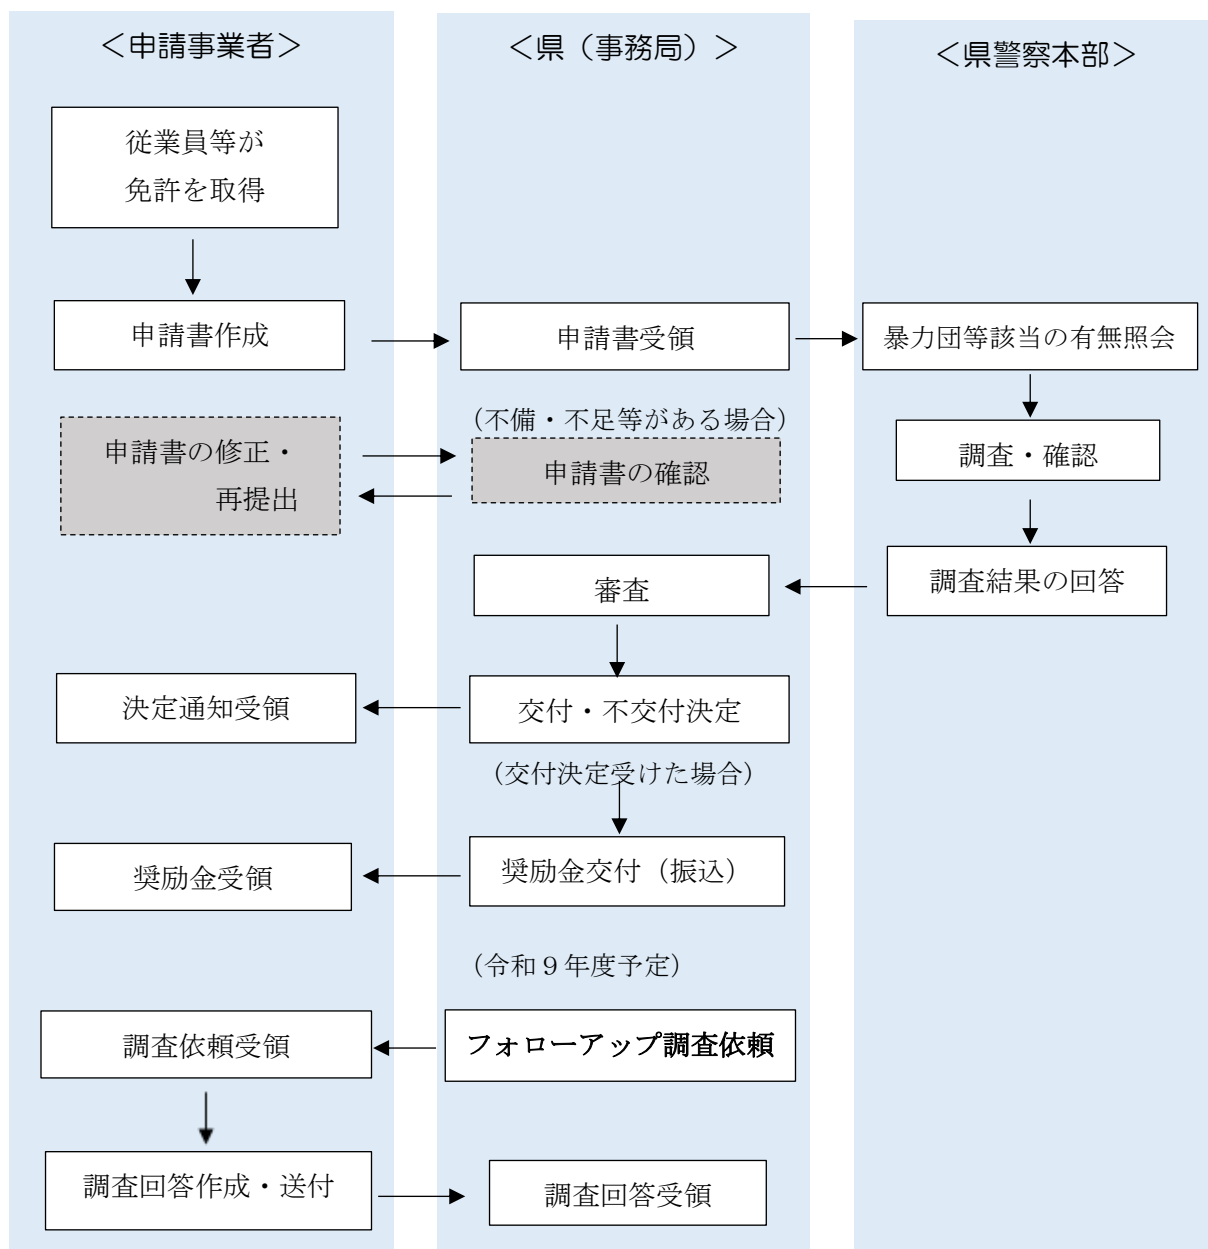 ＜申請事業者＞
＜県（事務局）＞
＜県警察本部＞
従業員等が
免許を取得
申請書作成
申請書受領
暴力団等該当の有無照会
（不備・不足等がある場合）
申請書の修正・
再提出
申請書の確認
調査・確認
審査
調査結果の回答
決定通知受領
交付・不交付決定
（交付決定受けた場合）
奨励金受領
奨励金交付（振込）
（令和９年度予定）
調査依頼受領
フォローアップ調査依頼
調査回答作成・送付
調査回答受領